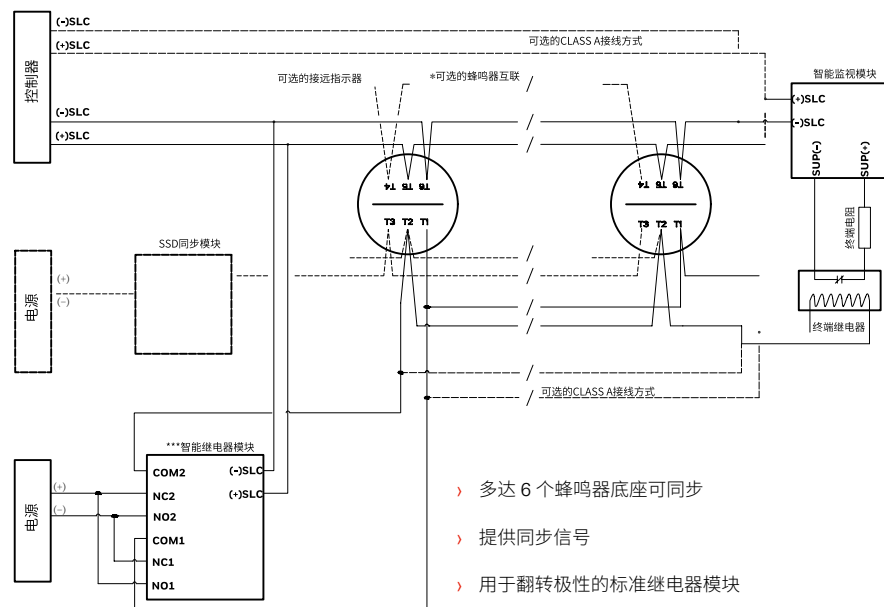 (-)SLC
(+)SLC
可选的CLASS A接线方式
控制器
智能监视模块
可选的接远指示器
*可选的蜂鸣器互联
(+)SLC
(-)SLC
(-)SLC
(+)SLC
SUP(-)
SUP(+)
T4
T5
T6
T4
T5
T6
T3
T2
T1
T3
T2
T1
终端电阻
SSD同步模块
电源
(+)
(-)
终端继电器
*
可选的CLASS A接线方式
***智能继电器模块
电源
(+)
(-)
COM2
NC2
NO2
COM1
NC1
NO1
(-)SLC
(+)SLC
› 多达 6 个蜂鸣器底座可同步
› 提供同步信号
› 用于翻转极性的标准继电器模块